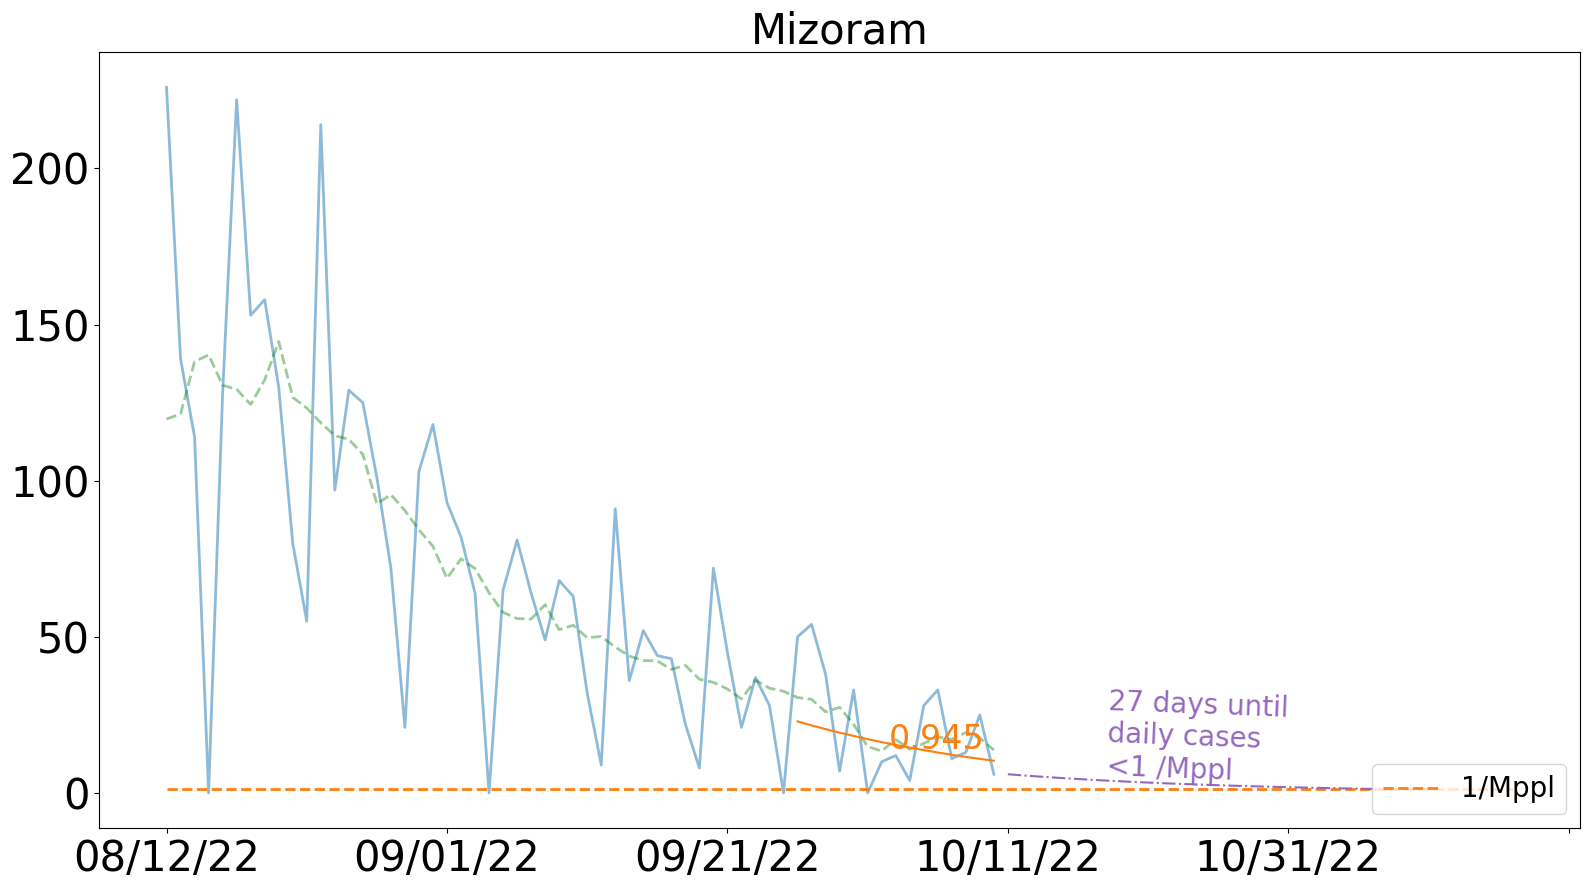 Mizoram
200
150
100
50
0
0.945
27 days until
daily cases
<1 /Mppl
1/Mppl
08/12/22
09/01/22
09/21/22
10/11/22
10/31/22